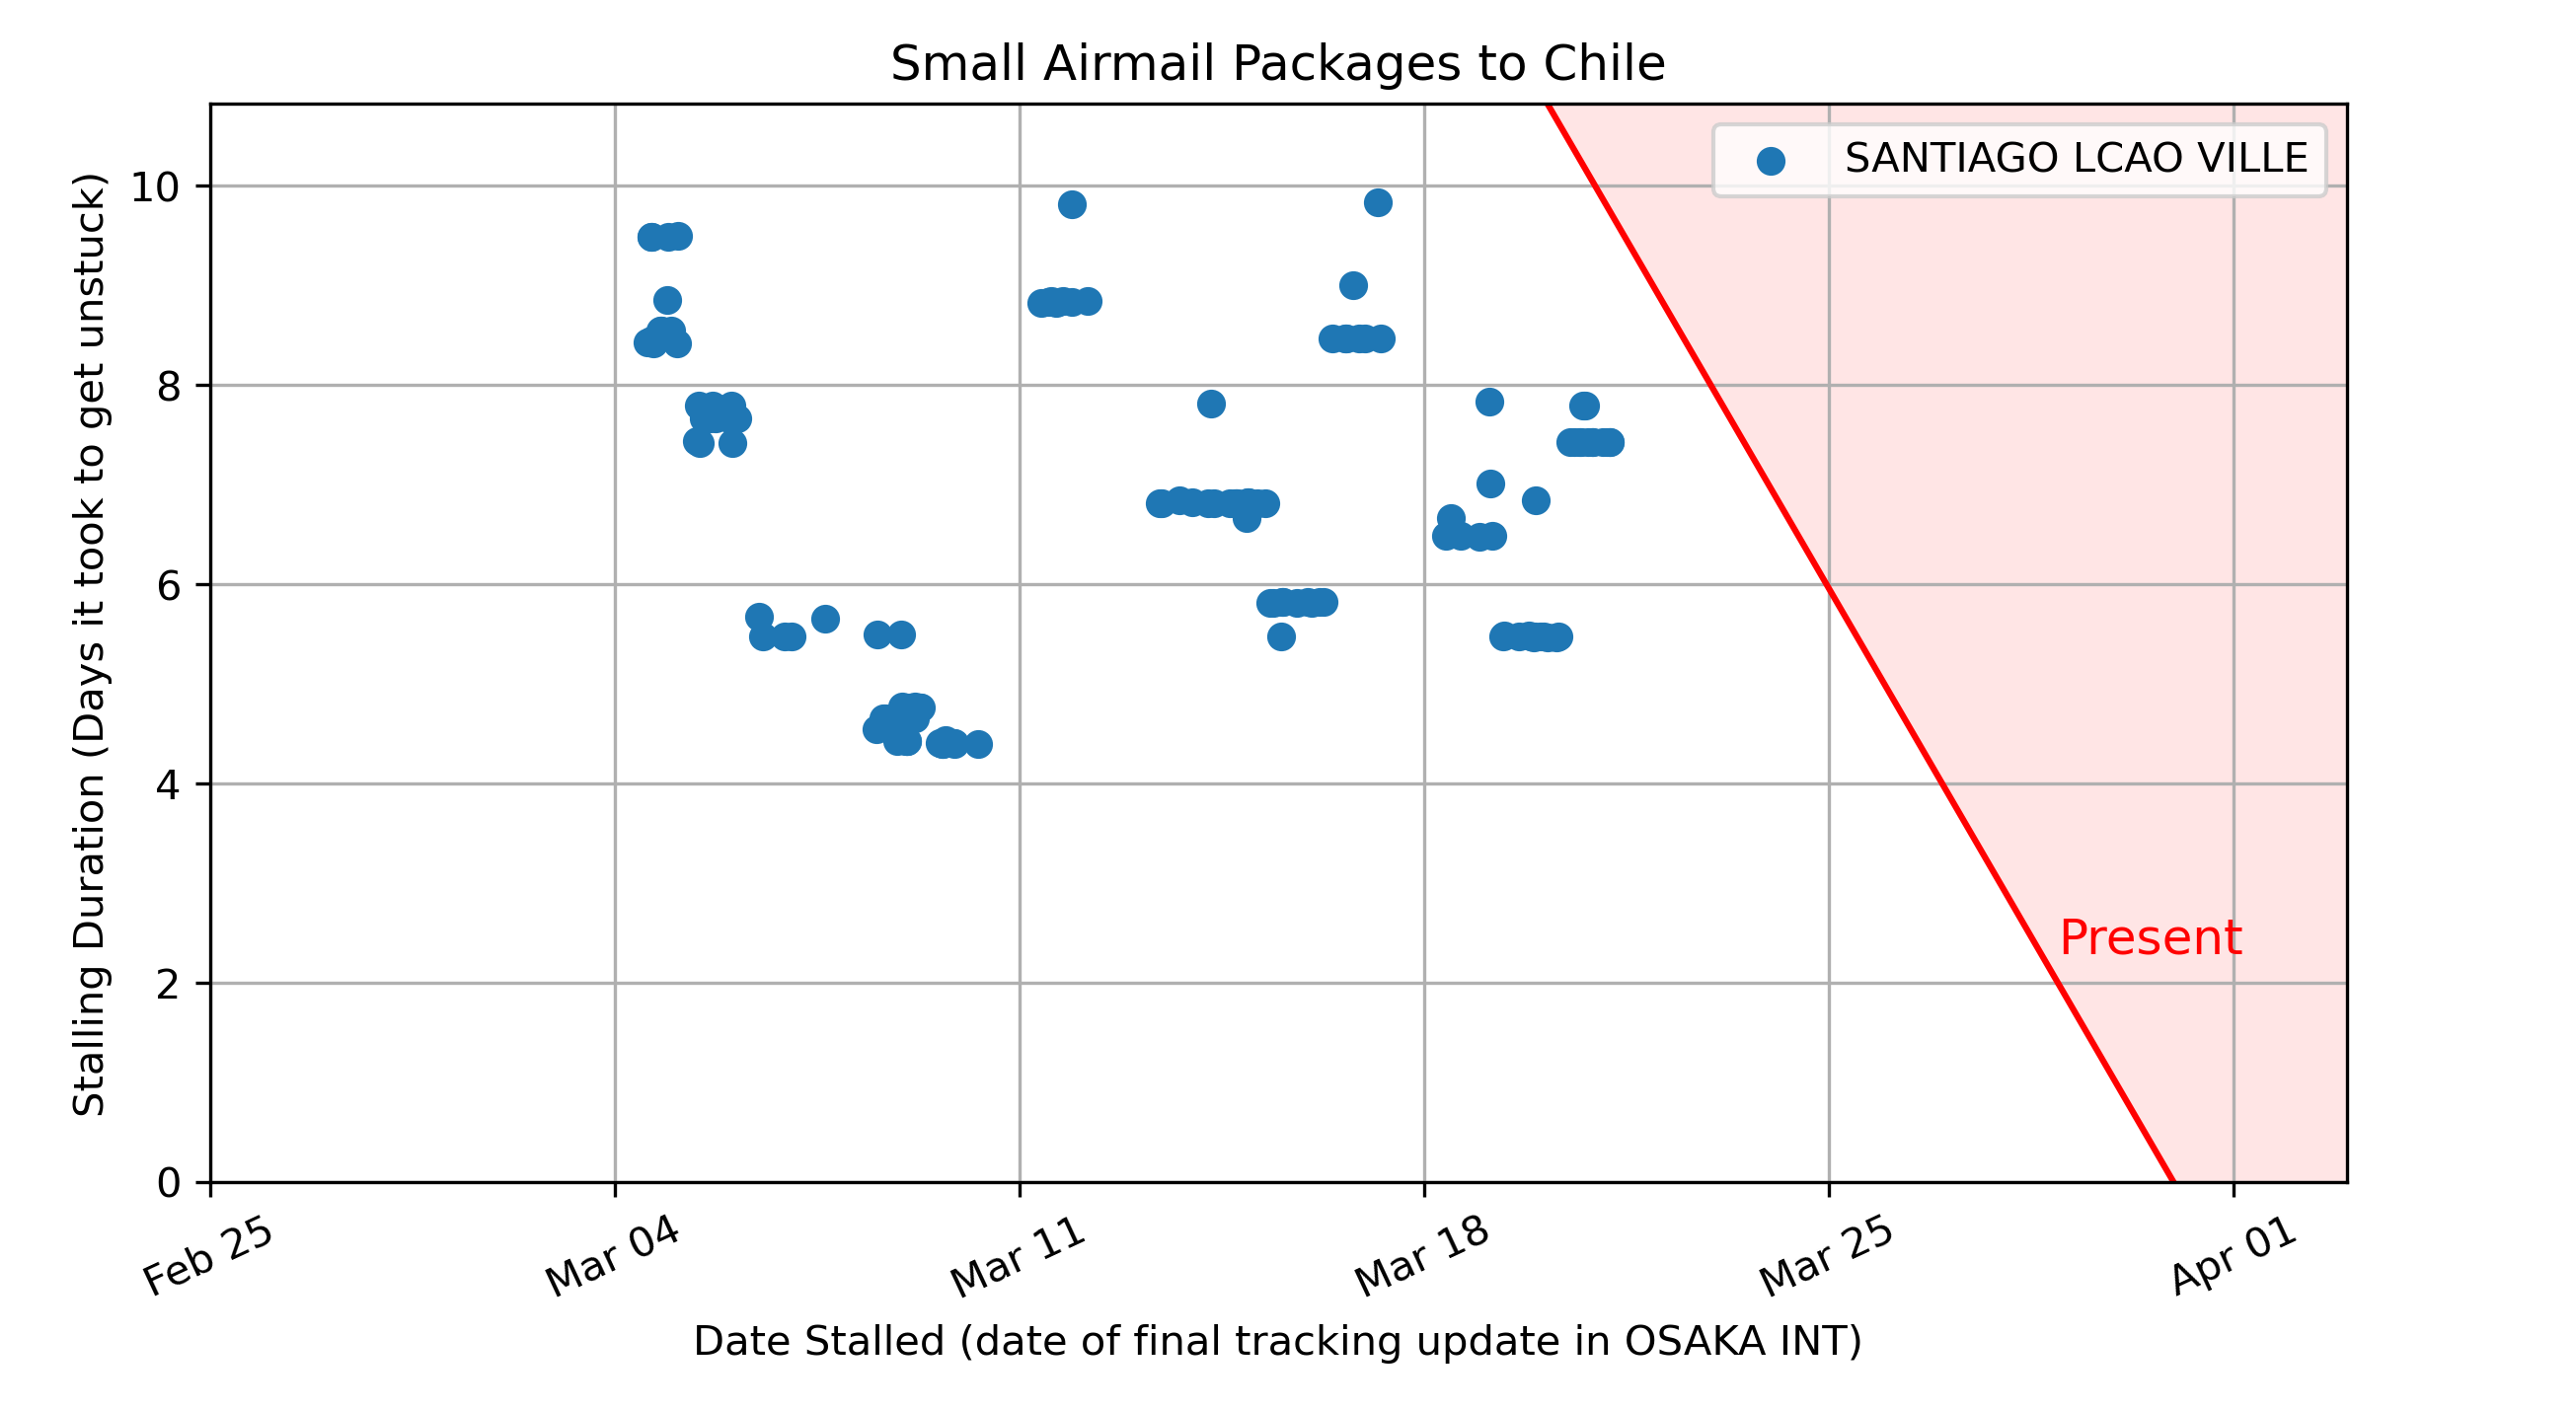 Small Airmail Packages to Chile
SANTIAGO LCAO VILLE
Stalling Duration (Days it took to get unstuck)
10
8
6
4
2
0
Present
Feb 25
Mar 04
Mar 11
Mar 18
Mar 25
Apr 01
Date Stalled (date of final tracking update in OSAKA INT)